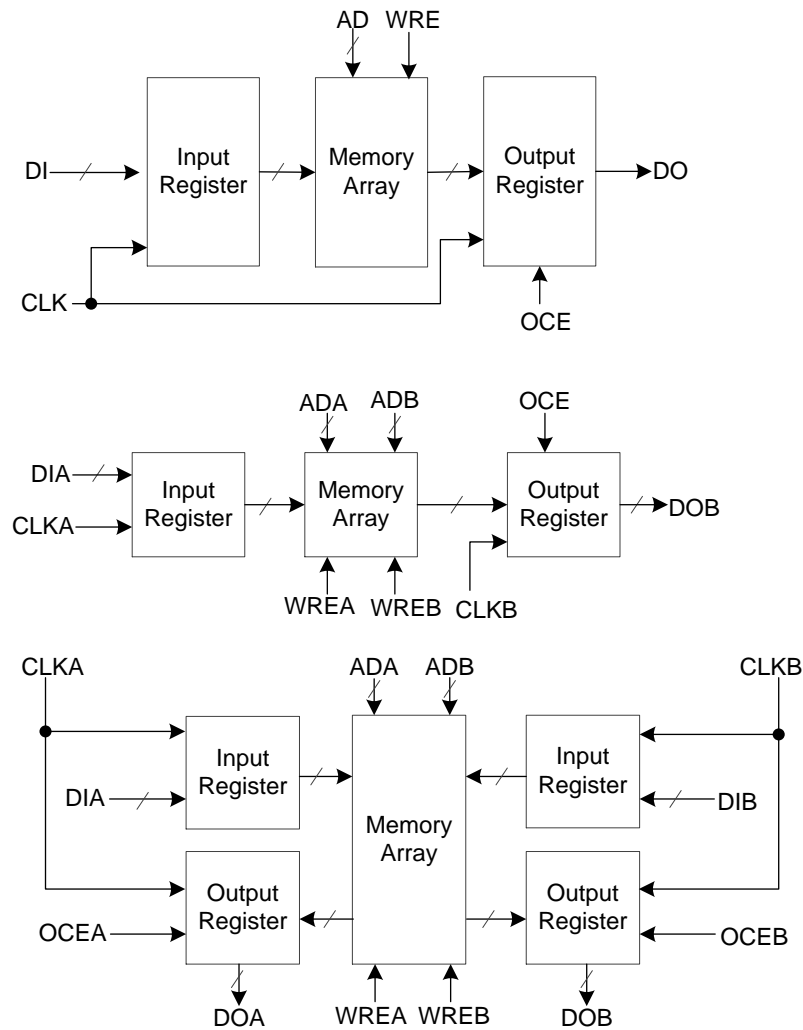 AD WRE
DI
Input
Register
Memory
Array
Output
Register
DO
CLK
OCE
ADA ADB
OCE
DIA
CLKA
Input
Register
Memory
Array
Output
Register
DOB
WREA WREB
CLKB
CLKA
ADA ADB
CLKB
Input
Register
Input
Register
DIA
DIB
Memory
Array
Output
Register
Output
Register
OCEA
OCEB
DOA
WREA WREB
DOB